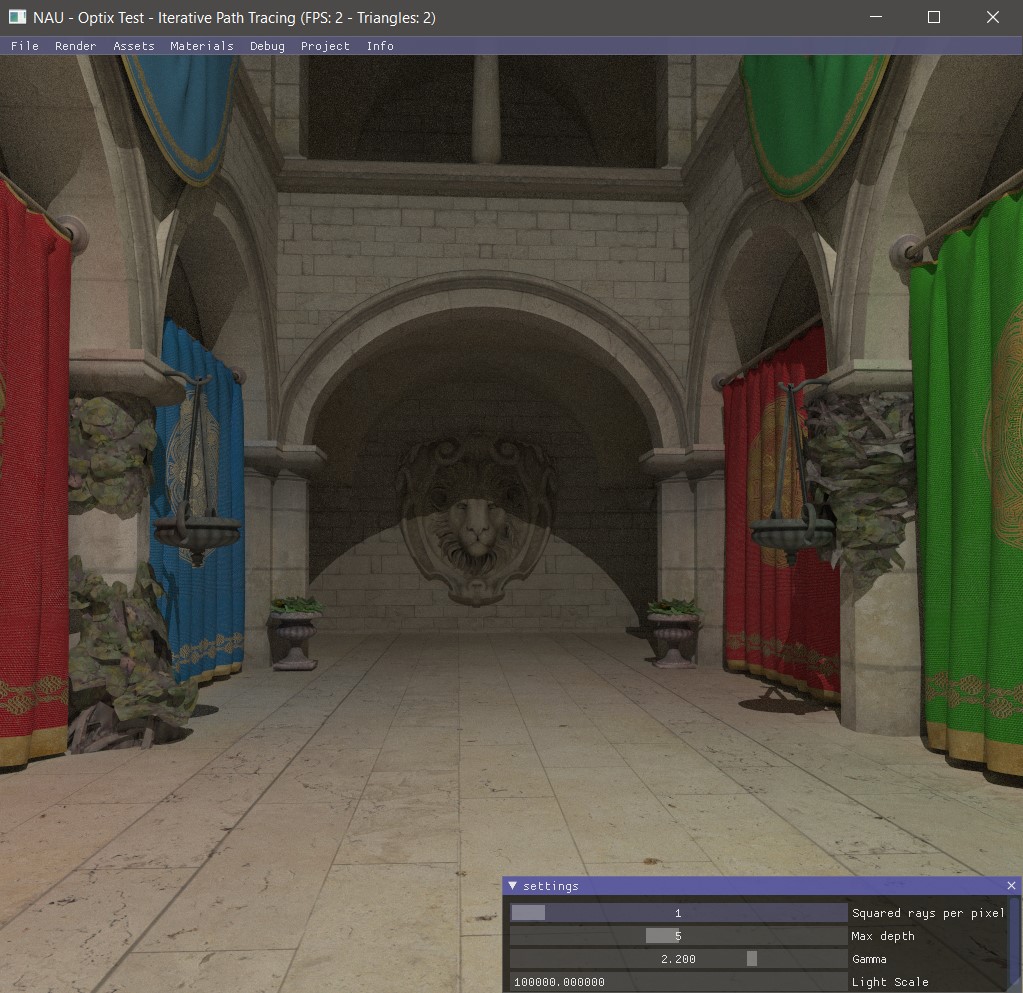 NAU - Optix Test - Iterative Path Tracing (FPS: 2 - Triangles: 2)
File Render Assets Materials Debug Project Info
settings
1 Squared rays per pixel
5 Max depth
2.200 Gamma
100000.000000 Light Scale